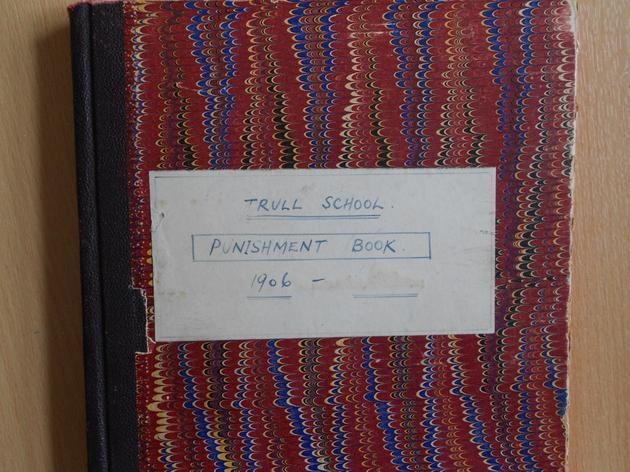 TRULL SCHOOL.
PUNISHMENT BOOK.
1906 –